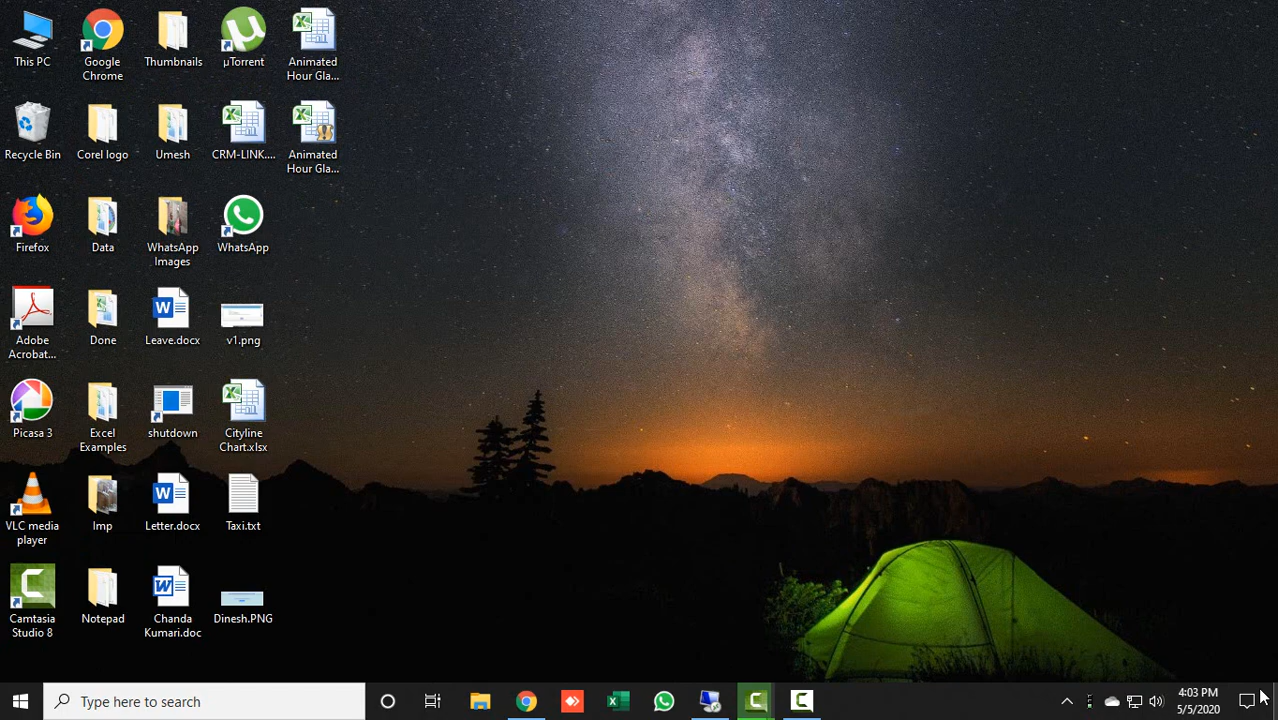 This PC
Google
Chrome
Thumbnails
µTorrent
Animated
Hour Gla...
Recycle Bin
Corel logo
Umesh
CRM-LINK....
Animated
Hour Gla...
Firefox
Data
WhatsApp
Images
WhatsApp
Adobe
Acrobat...
Done
Leave.docx
v1.png
Picasa 3
Excel
Examples
shutdown
Cityline
Chart.xlsx
VLC media
player
Imp
Letter.docx
Taxi.txt
Camtasia
Studio 8
Notepad
Chanda
Kumari.doc
Dinesh.PNG
Type here to search
4:03 PM
5/5/2020